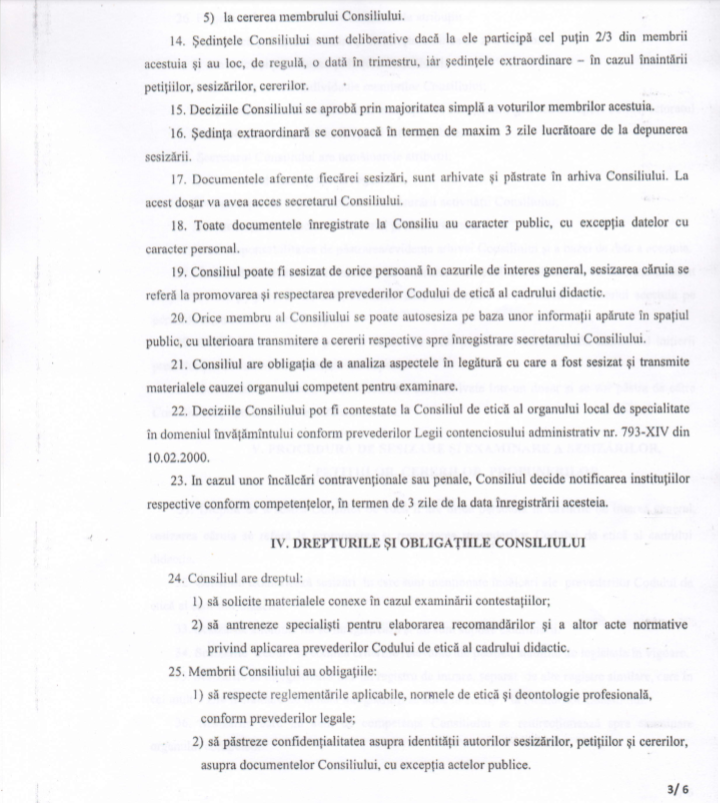 5) la cererea membrului Consiliului.
14. Ședințele Consiliului sunt deliberative dacă la ele participă cel puțin 2/3 din membrii
acestuia și au loc, de regulă, o dată în trimestru, iar ședințele extraordinare – în cazul înaintării
petițiilor, sesizărilor, cererilor.
15. Deciziile Consiliului se aprobă prin majoritatea simplă a voturilor membrilor acestuia.
16. Ședința extraordinară se convoacă în termen de maxim 3 zile lucrătoare de la depunerea
sesizării.
17. Documentele aferente fiecărei sesizări, sunt arhivate și păstrate în arhiva Consiliului. La
acest dosar va avea acces secretarul Consiliului.
18. Toate documentele înregistrate la Consiliu au caracter public, cu excepția datelor cu
caracter personal.
19. Consiliul poate fi sesizat de orice persoană în cazurile de interes general, sesizarea căruia se
referă la promovarea și respectarea prevederilor Codului de etică al cadrului didactic.
20. Orice membru al Consiliului se poate autosesiza pe baza unor informații apărute în spațiul
public, cu ulterioara transmitere a cererii respective spre înregistrare secretarului Consiliului.
21. Consiliul are obligația de a analiza aspectele în legătură cu care a fost sesizat și transmite
materialele cauzei organului competent pentru examinare.
22. Deciziile Consiliului pot fi contestate la Consiliul de etică al organului local de specialitate
în domeniul învățămîntului conform prevederilor Legii contenciosului administrativ nr. 793-XIV din
10.02.2000.
23. In cazul unor încălcări contravenționale sau penale, Consiliul decide notificarea instituțiilor
respective conform competențelor, în termen de 3 zile de la data înregistrării acesteia.
IV. DREPTURILE ȘI OBLIGAȚIILE CONSILIULUI
24. Consiliul are dreptul:
1) să solicite materialele conexe în cazul examinării contestațiilor;
2) să antreneze specialiști pentru elaborarea recomandărilor și a altor acte normative
privind aplicarea prevederilor Codului de etică al cadrului didactic.
25. Membrii Consiliului au obligațiile:
1) să respecte reglementările aplicabile, normele de etică și deontologie profesională,
conform prevederilor legale;
2) să păstreze confidențialitatea asupra identității autorilor sesizărilor, petițiilor și cererilor,
asupra documentelor Consiliului, cu excepția actelor publice.
3/ 6